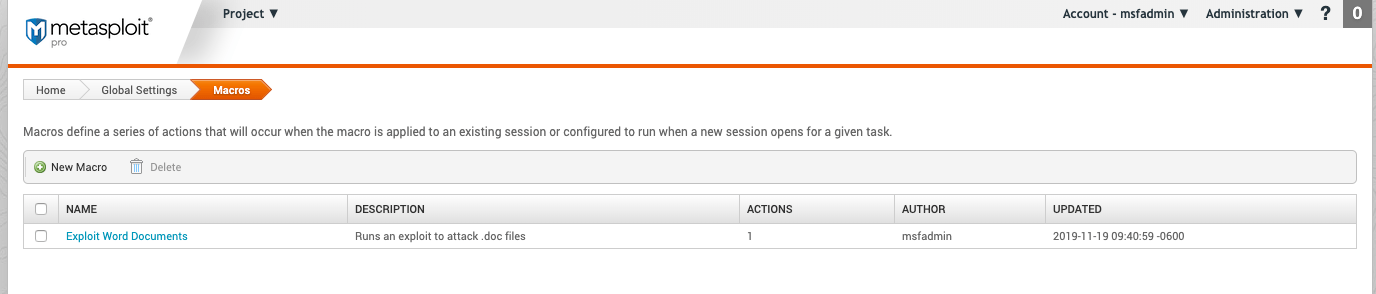 Project ▼ Account - msfadmin ▼ Administration ▼ ? 0
metasploit®
pro
Home Global Settings Macros
Macros define a series of actions that will occur when the macro is applied to an existing session or configured to run when a new session opens for a given task.
New Macro Delete
NAME DESCRIPTION ACTIONS AUTHOR UPDATED
Exploit Word Documents Runs an exploit to attack .doc files 1 msfadmin 2019-11-19 09:40:59 -0600